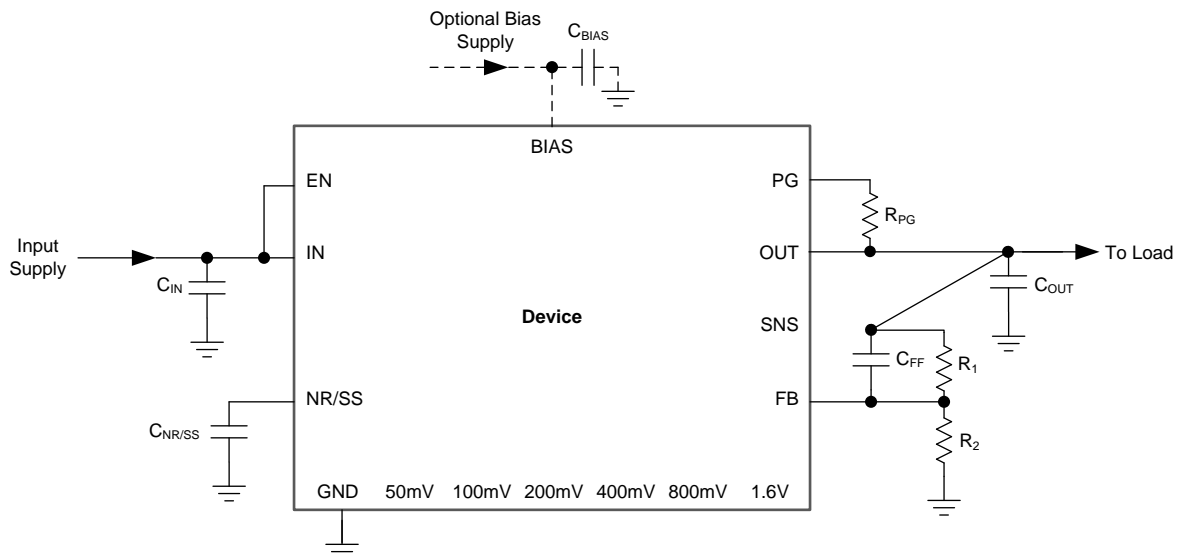 Optional Bias
Supply
CBIAS
BIAS
EN
PG
RPG
Input
Supply
IN
OUT
To Load
CIN
COUT
Device
SNS
CFF
R1
NR/SS
FB
CNR/SS
R2
GND 50mV 100mV 200mV 400mV 800mV 1.6V